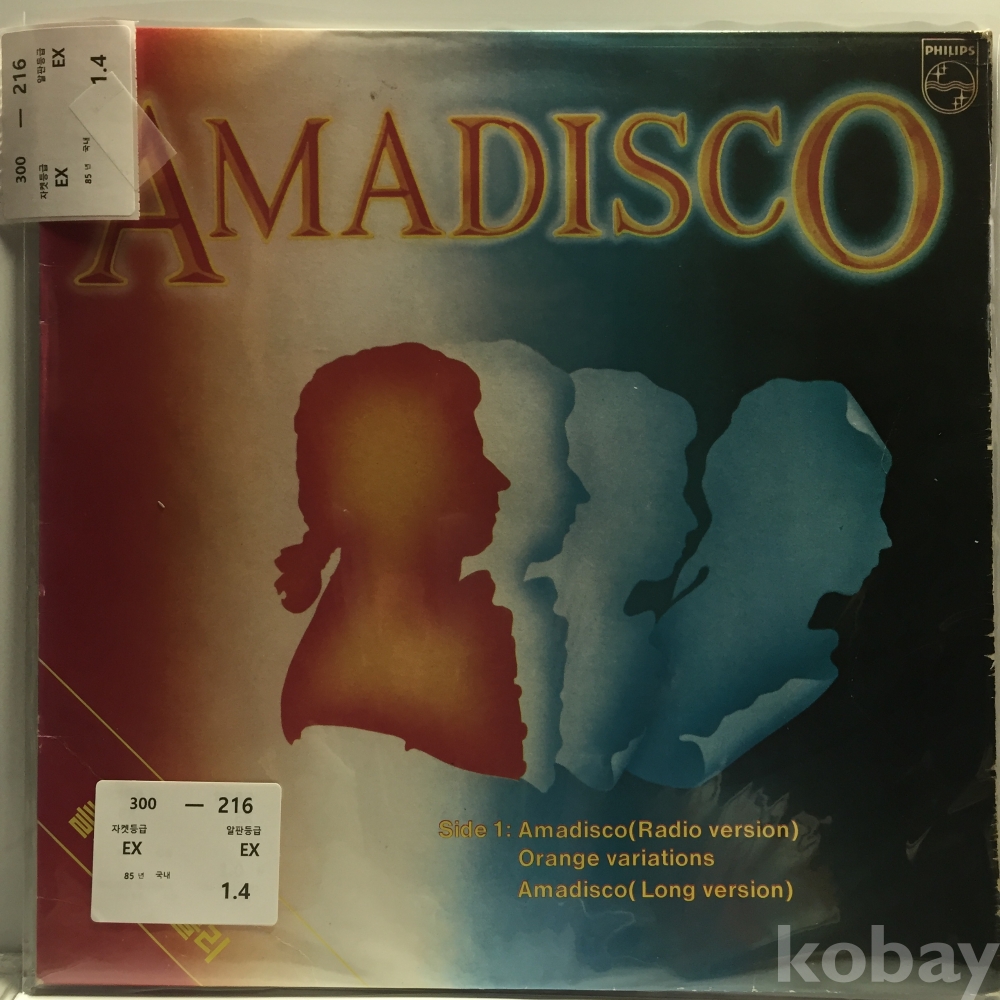 300 — 216
자켓등급 알판등급
EX EX
85 년 국내
1.4
PHILIPS
AMADISCO
Side 1: Amadisco(Radio version)
Orange variations
Amadisco( Long version)
300 — 216
자켓등급 알판등급
EX EX
85 년 국내
1.4
kobay